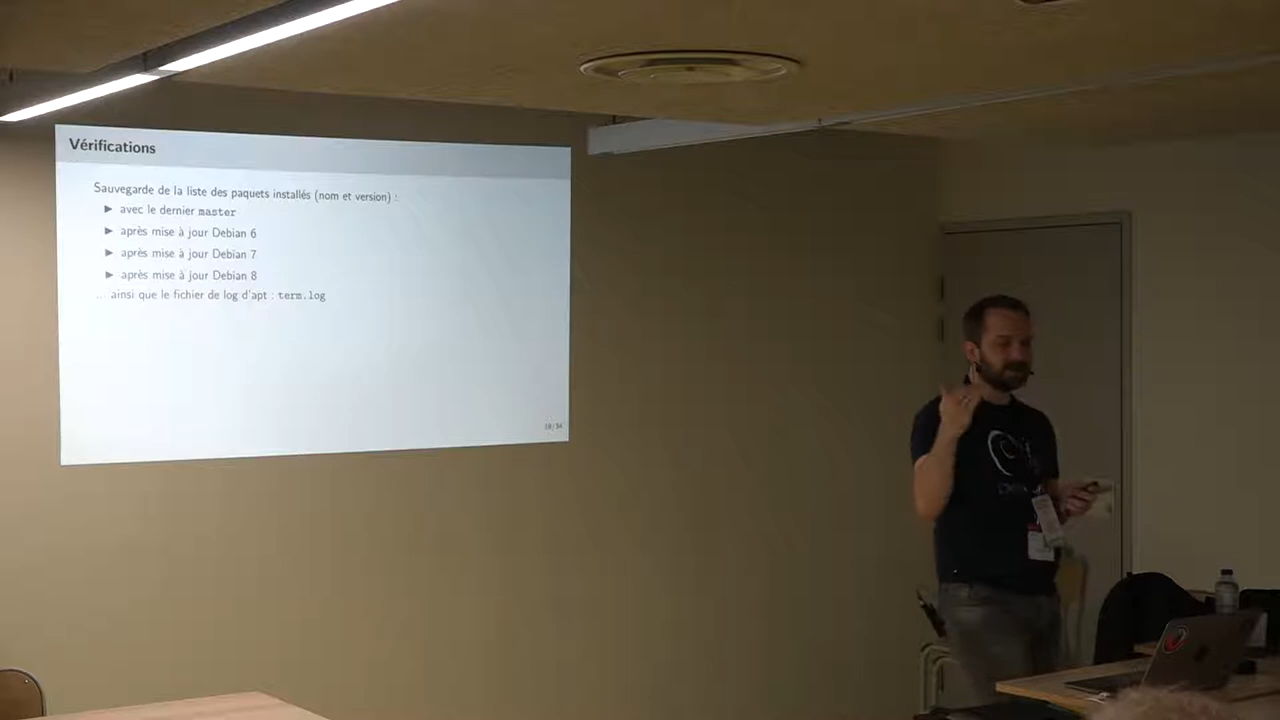 Vérifications
Sauvegarde de la liste des paquets installés (nom et version) :
► avec le dernier master
► après mise à jour Debian 6
► après mise à jour Debian 7
► après mise à jour Debian 8
... ainsi que le fichier de log d'apt : term.log